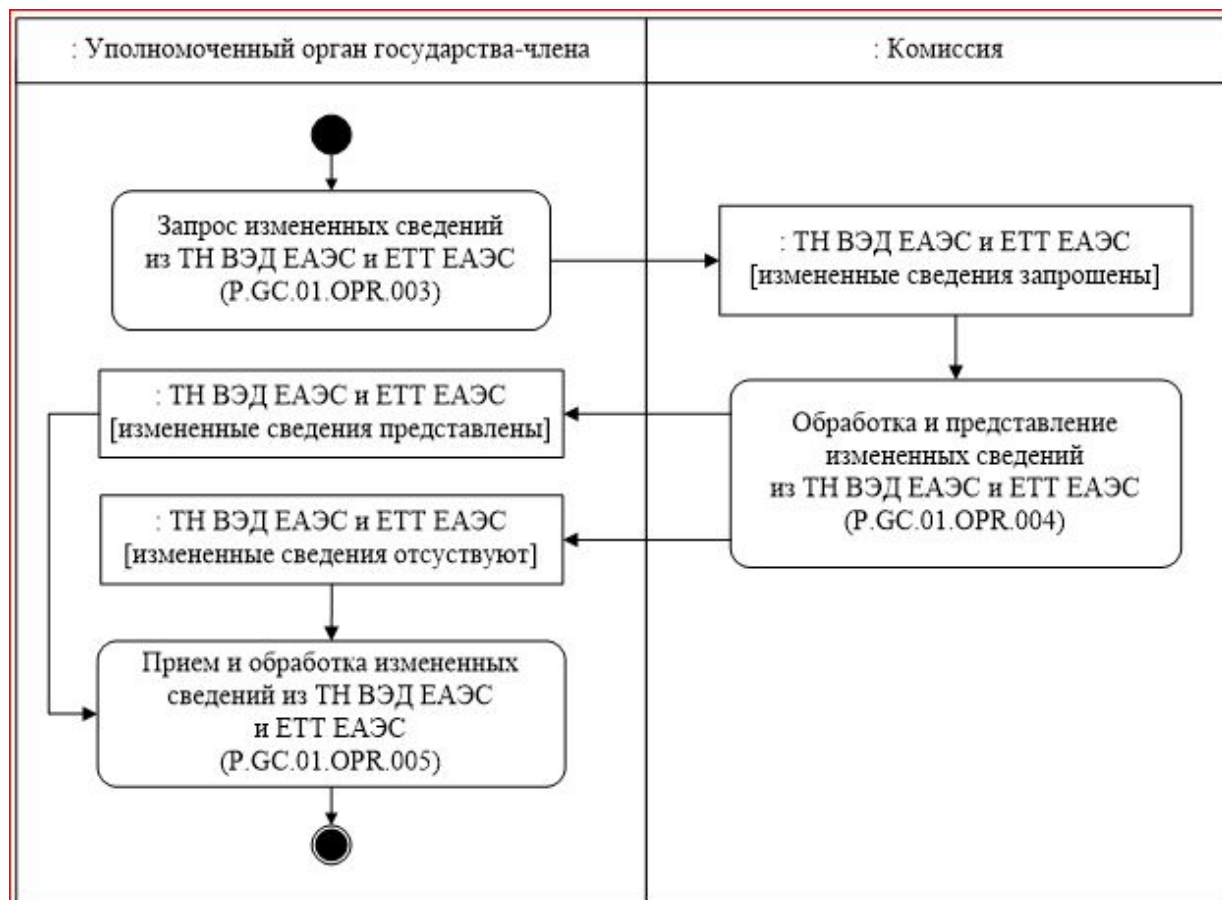 : Уполномоченный орган государства-члена
: Комиссия
Запрос измененных сведений
из ТН ВЭД ЕАЭС и ЕТТ ЕАЭС
(P.GC.01.OPR.003)
: ТН ВЭД ЕАЭС и ЕТТ ЕАЭС
[измененные сведения запрошены]
: ТН ВЭД ЕАЭС и ЕТТ ЕАЭС
[измененные сведения представлены]
Обработка и представление
измененных сведений
из ТН ВЭД ЕАЭС и ЕТТ ЕАЭС
(P.GC.01.OPR.004)
: ТН ВЭД ЕАЭС и ЕТТ ЕАЭС
[измененные сведения отсуствуют]
Прием и обработка измененных
сведений из ТН ВЭД ЕАЭС
и ЕТТ ЕАЭС
(P.GC.01.OPR.005)